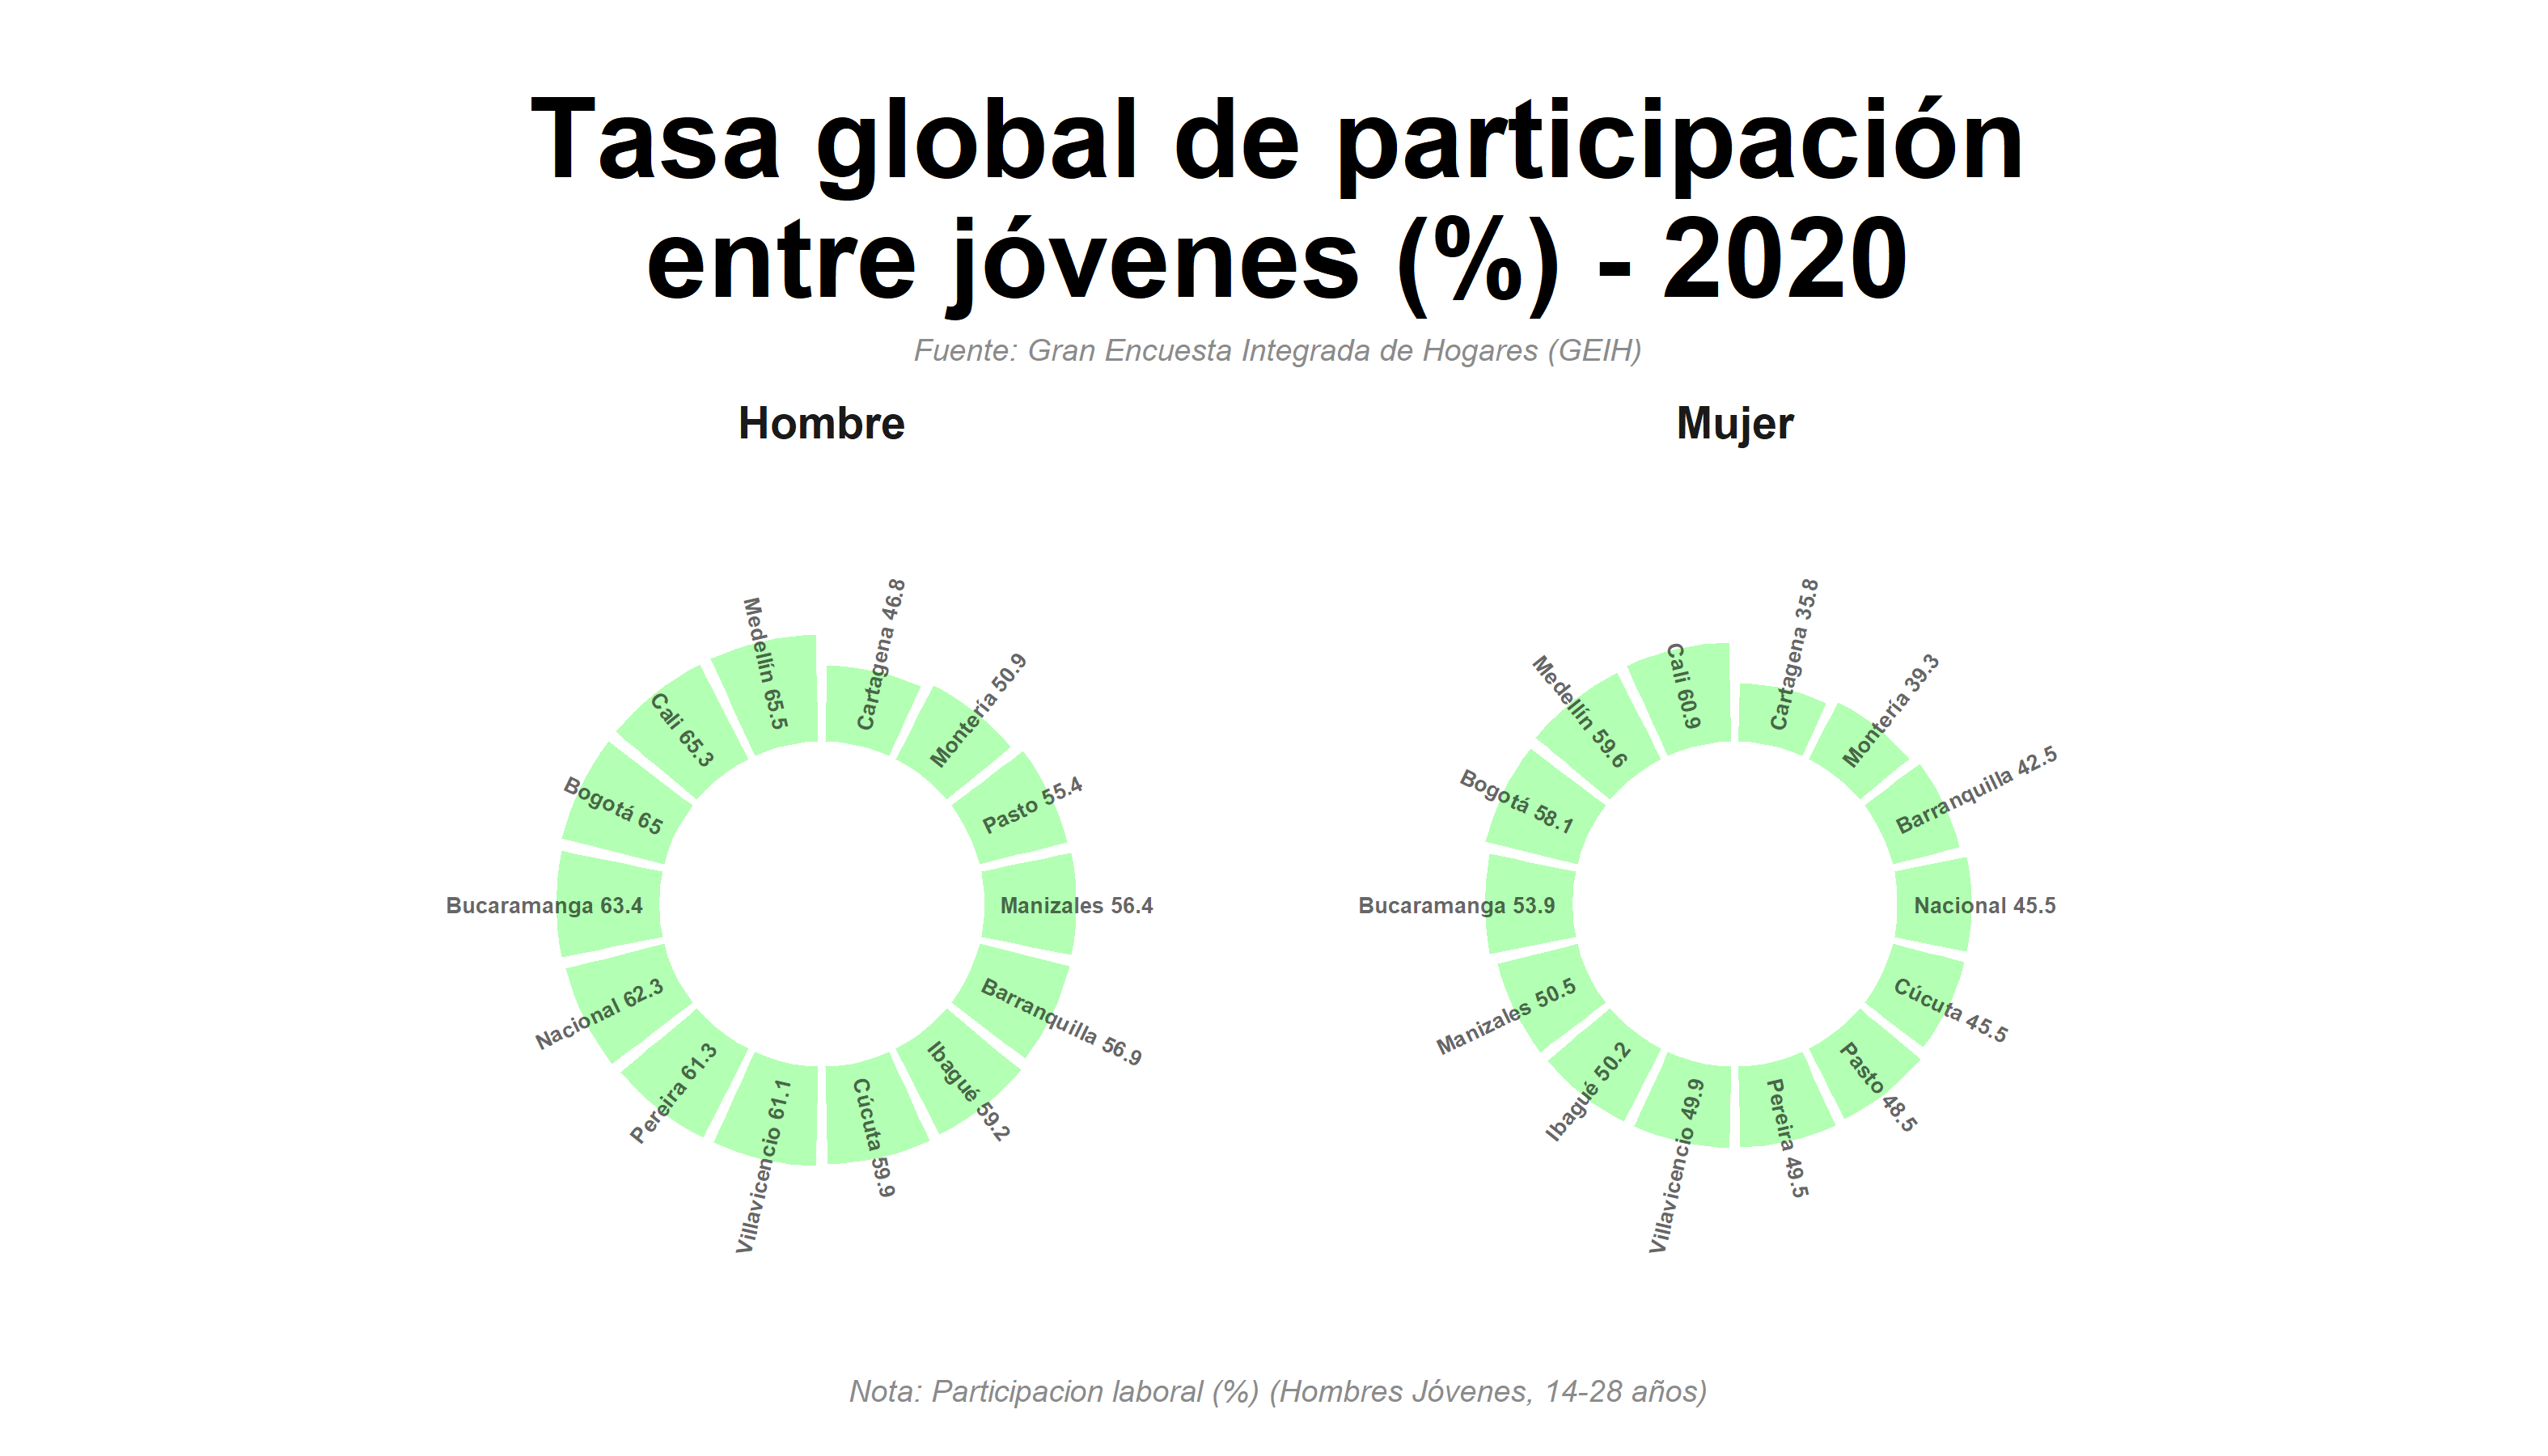 Tasa global de participación
entre jóvenes (%) - 2020
Fuente: Gran Encuesta Integrada de Hogares (GEIH)
Hombre
Cartagena 46.8
Montería 50.9
Pasto 55.4
Manizales 56.4
Barranquilla 56.9
Ibagué 59.2
Cúcuta 59.9
Villavicencio 61.1
Pereira 61.3
Nacional 62.3
Bucaramanga 63.4
Bogotá 65
Cali 65.3
Medellín 65.5
Mujer
Cartagena 35.8
Montería 39.3
Barranquilla 42.5
Nacional 45.5
Cúcuta 45.5
Pasto 48.5
Pereira 49.5
Villavicencio 49.9
Ibagué 50.2
Manizales 50.5
Bucaramanga 53.9
Bogotá 58.1
Medellín 59.6
Cali 60.9
Nota: Participacion laboral (%) (Hombres Jóvenes, 14-28 años)